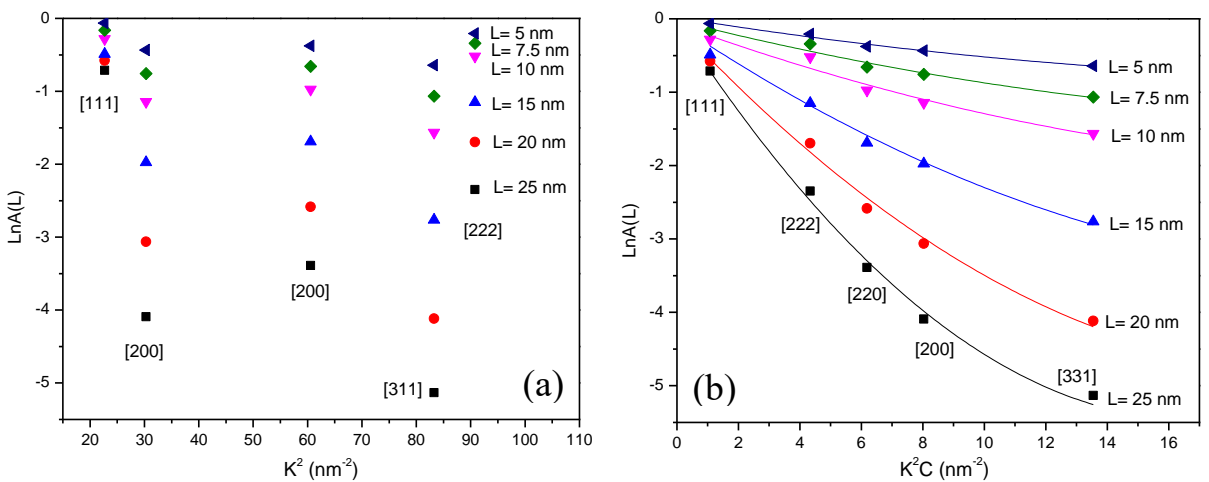 0
-1
-2
-3
-4
-5
LnA(L)
20 30 40 50 60 70 80 90 100 110
K² (nm⁻²)
[111]
[200]
[200]
[311]
[222]
L= 5 nm
L= 7.5 nm
L= 10 nm
L= 15 nm
L= 20 nm
L= 25 nm
(a)
0
-1
-2
-3
-4
-5
LnA(L)
0 2 4 6 8 10 12 14 16
K²C (nm⁻²)
[111]
[222]
[220]
[200]
[331]
L= 5 nm
L= 7.5 nm
L= 10 nm
L= 15 nm
L= 20 nm
L= 25 nm
(b)